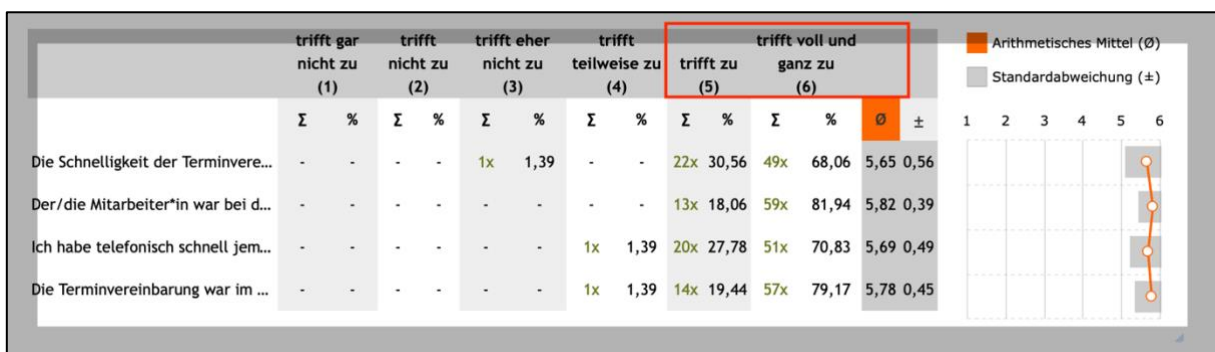 trifft gar nicht zu (1)
trifft nicht zu (2)
trifft eher nicht zu (3)
trifft teilweise zu (4)
trifft zu (5)
trifft voll und ganz zu (6)
Arithmetisches Mittel (Ø)
Standardabweichung (±)
Σ % Σ % Σ % Σ % Σ % Σ % Ø ± 1 2 3 4 5 6
Die Schnelligkeit der Terminvere... - - - - 1x 1,39 - - 22x 30,56 49x 68,06 5,65 0,56
Der/die Mitarbeiter*in war bei d... - - - - - - - - 13x 18,06 59x 81,94 5,82 0,39
Ich habe telefonisch schnell jem... - - - - - - 1x 1,39 20x 27,78 51x 70,83 5,69 0,49
Die Terminvereinbarung war im ... - - - - - - 1x 1,39 14x 19,44 57x 79,17 5,78 0,45